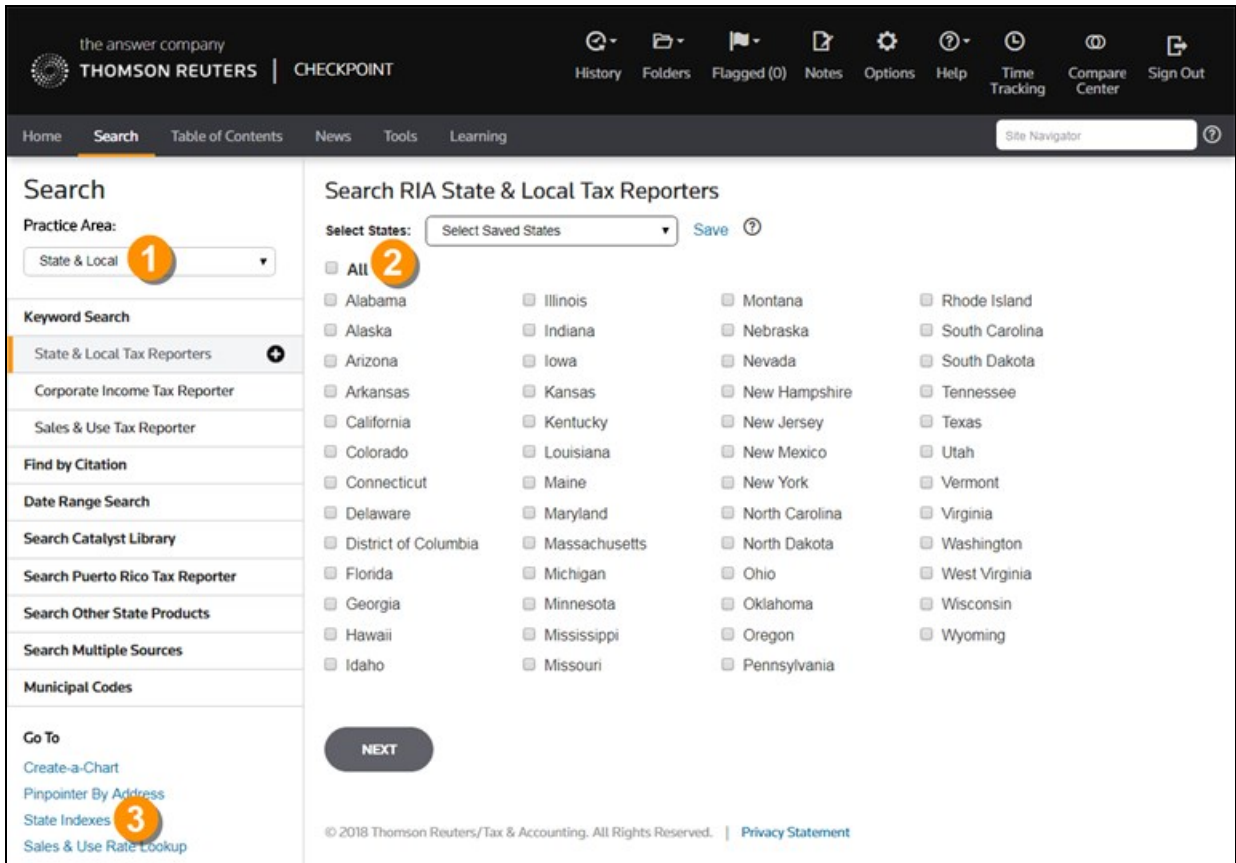 the answer company
THOMSON REUTERS | CHECKPOINT
History Folders Flagged (0) Notes Options Help Time Tracking Compare Center Sign Out
Home Search Table of Contents News Tools Learning Site Navigator
Search
Practice Area:
State & Local 1
Keyword Search
State & Local Tax Reporters
Corporate Income Tax Reporter
Sales & Use Tax Reporter
Find by Citation
Date Range Search
Search Catalyst Library
Search Puerto Rico Tax Reporter
Search Other State Products
Search Multiple Sources
Municipal Codes
Go To
Create-a-Chart
Pinpointer By Address
State Indexes 3
Sales & Use Rate Lookup
Search RIA State & Local Tax Reporters
Select States: Select Saved States Save
All 2
Alabama Illinois Montana Rhode Island
Alaska Indiana Nebraska South Carolina
Arizona Iowa Nevada South Dakota
Arkansas Kansas New Hampshire Tennessee
California Kentucky New Jersey Texas
Colorado Louisiana New Mexico Utah
Connecticut Maine New York Vermont
Delaware Maryland North Carolina Virginia
District of Columbia Massachusetts North Dakota Washington
Florida Michigan Ohio West Virginia
Georgia Minnesota Oklahoma Wisconsin
Hawaii Mississippi Oregon Wyoming
Idaho Missouri Pennsylvania
NEXT
© 2018 Thomson Reuters/Tax & Accounting. All Rights Reserved. | Privacy Statement